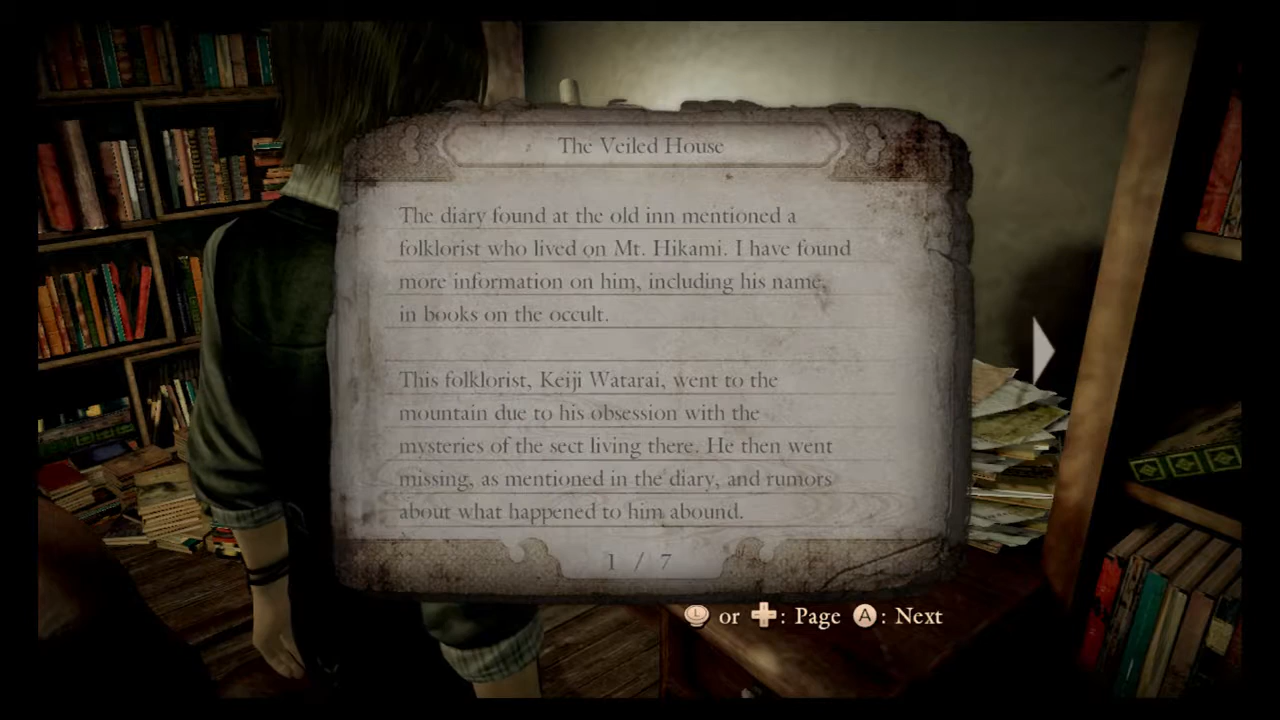 The Veiled House
The diary found at the old inn mentioned a
folklorist who lived on Mt. Hikami. I have found
more information on him, including his name,
in books on the occult.
This folklorist, Keiji Watarai, went to the
mountain due to his obsession with the
mysteries of the sect living there. He then went
missing, as mentioned in the diary, and rumors
about what happened to him abound.
1 / 7
L or : Page A: Next